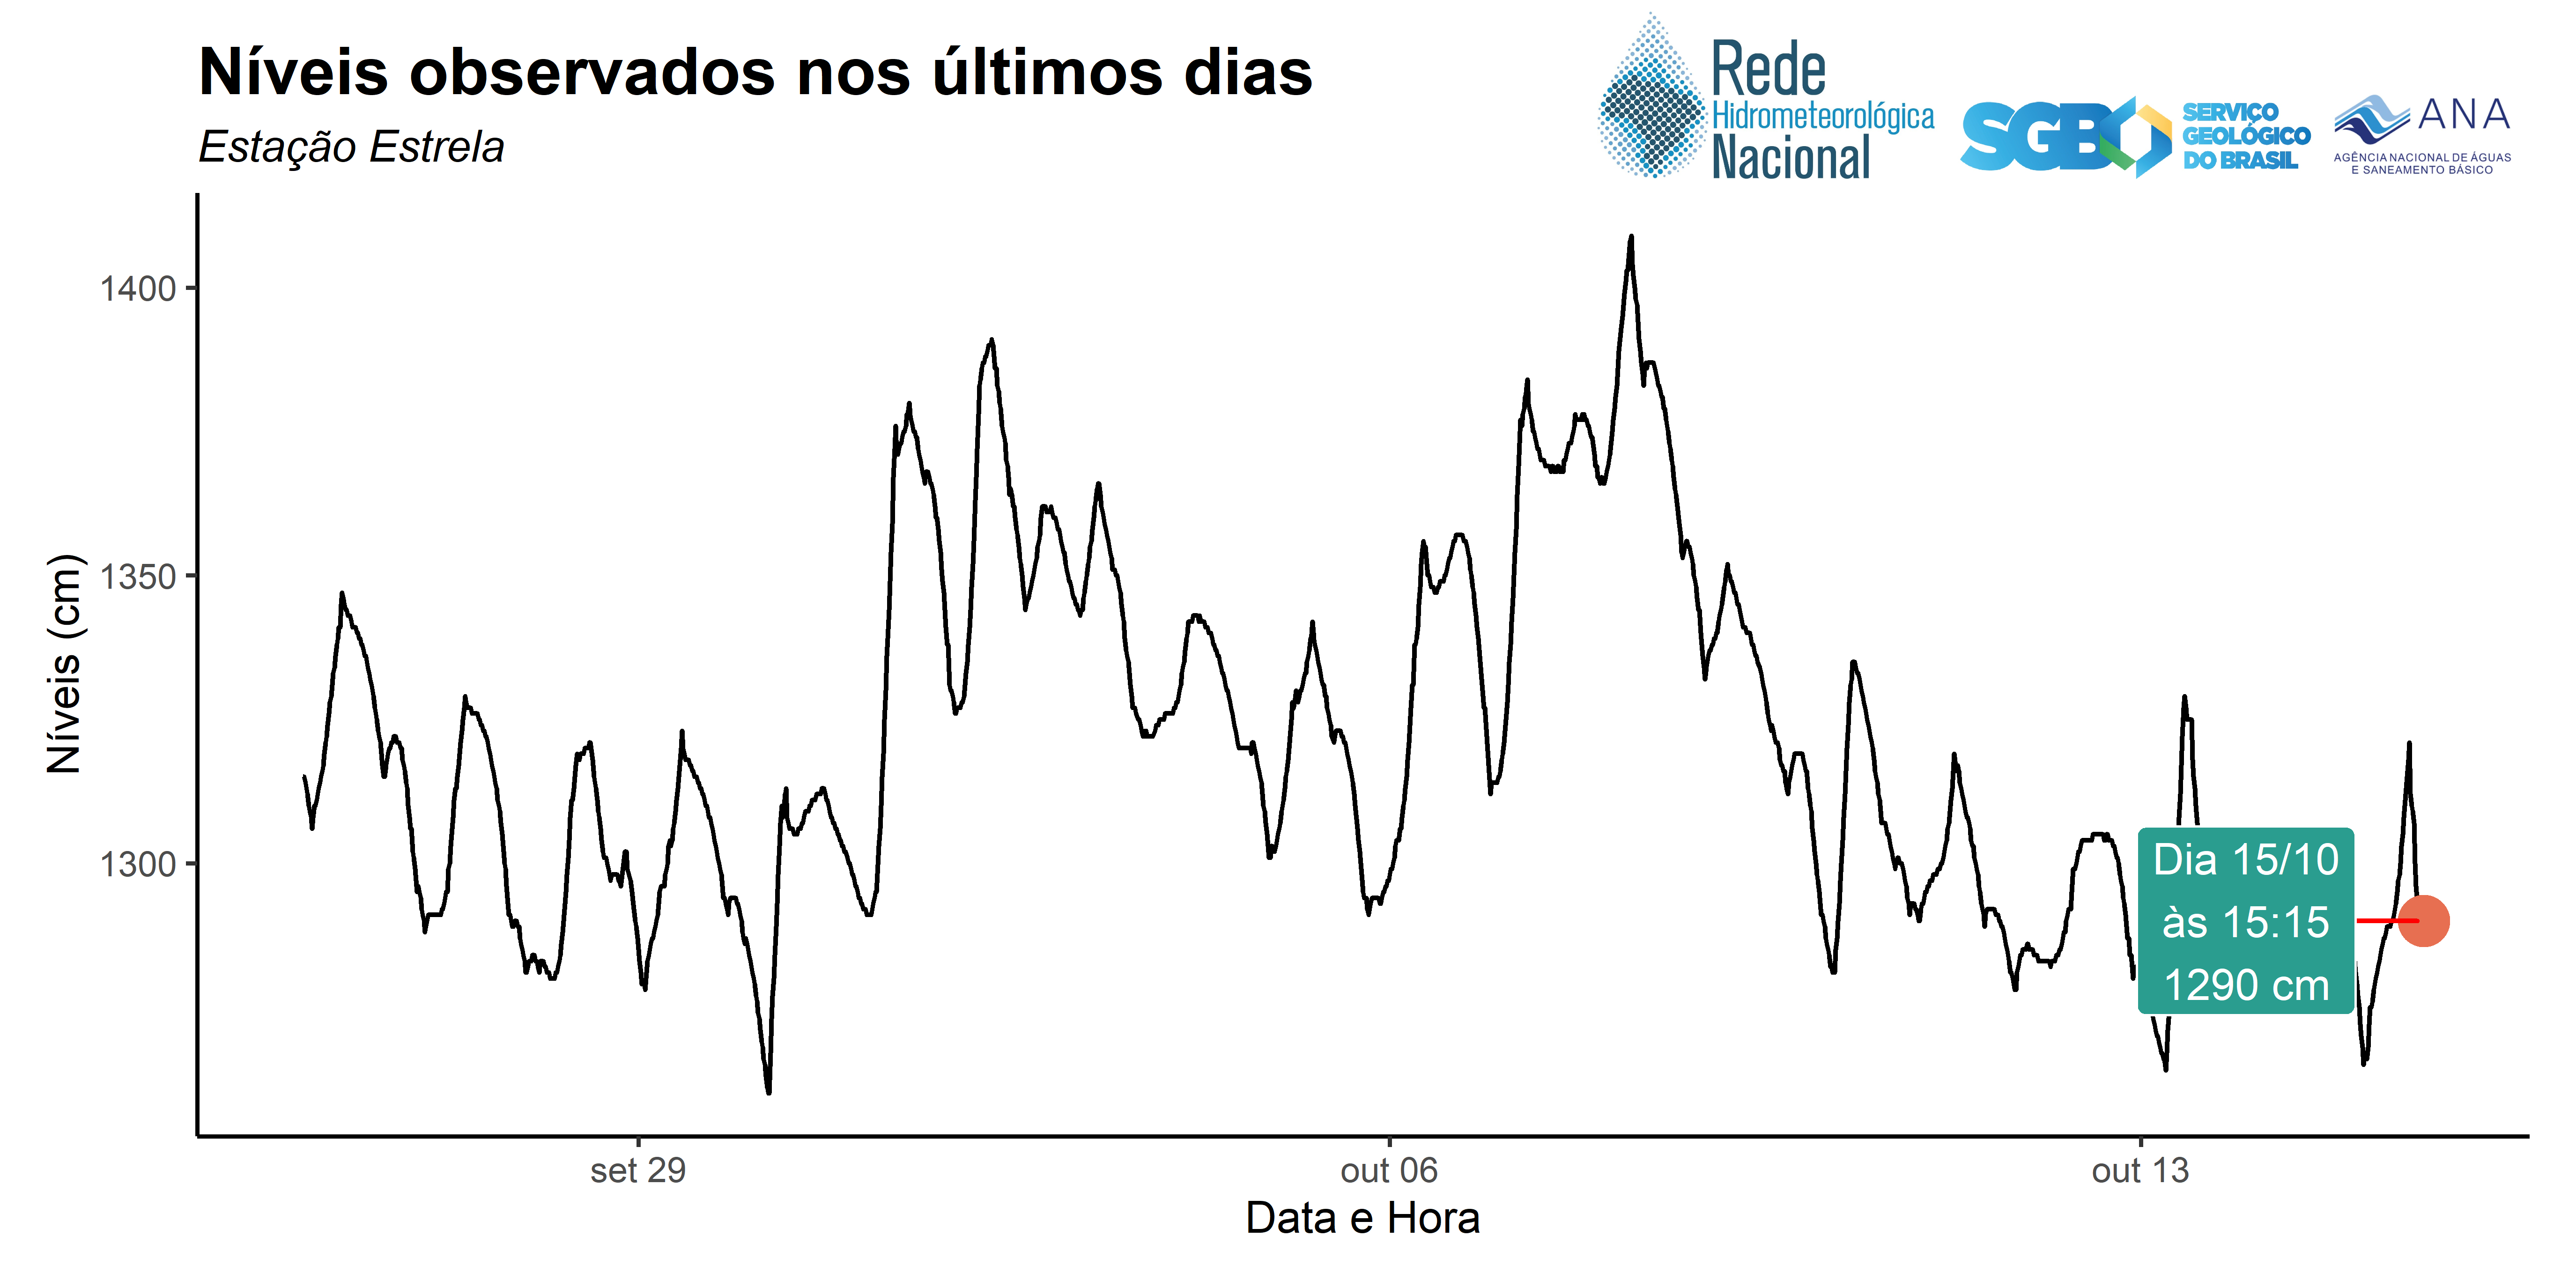 Níveis observados nos últimos dias
Estação Estrela
Rede
Hidrometeorológica
Nacional
SGB
SERVIÇO
GEOLÓGICO
DO BRASIL
ANA
AGÊNCIA NACIONAL DE ÁGUAS
E SANEAMENTO BÁSICO
Níveis (cm)
1400
1350
1300
Dia 15/10
às 15:15
1290 cm
set 29
out 06
out 13
Data e Hora